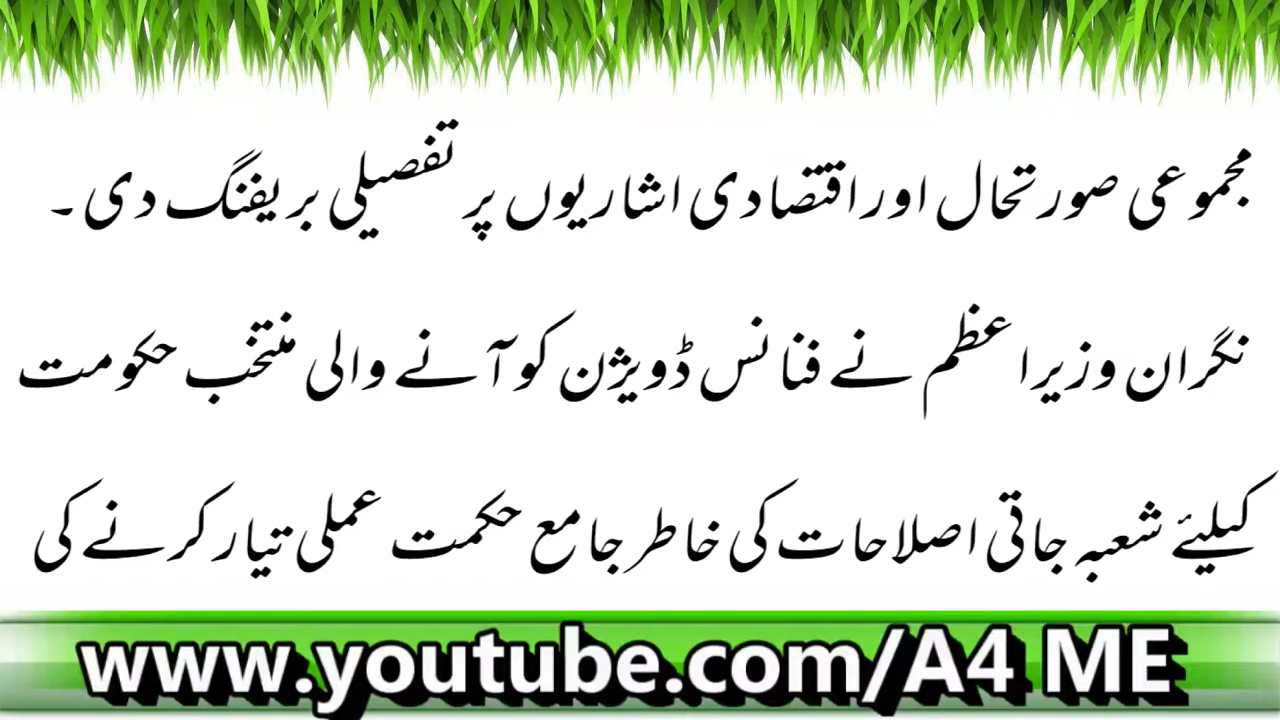 مجموعی صورتحال اور اقتصادی اشاریوں پر تفصیلی بریفنگ دی۔
نگران وزیراعظم نے فنانس ڈویژن کو آنے والی منتخب حکومت
کیلیئے شعبہ جاتی اصلاحات کی خاطر جامع حکمت عملی تیار کرنے کی
www.youtube.com/A4 ME